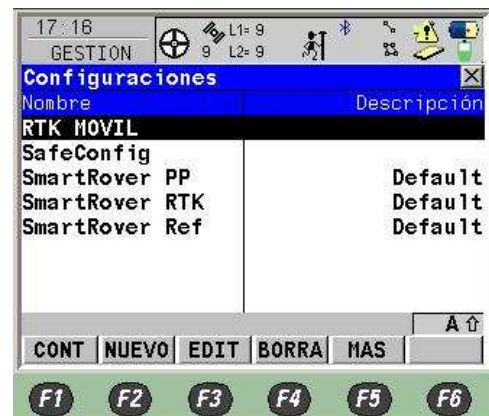 17:16
GESTION
9
L1= 9
L2= 9
Configuraciones
Nombre Descripción
RTK MOVIL
SafeConfig
SmartRover PP Default
SmartRover RTK Default
SmartRover Ref Default
A
CONT NUEVO EDIT BORRA MAS
F1 F2 F3 F4 F5 F6